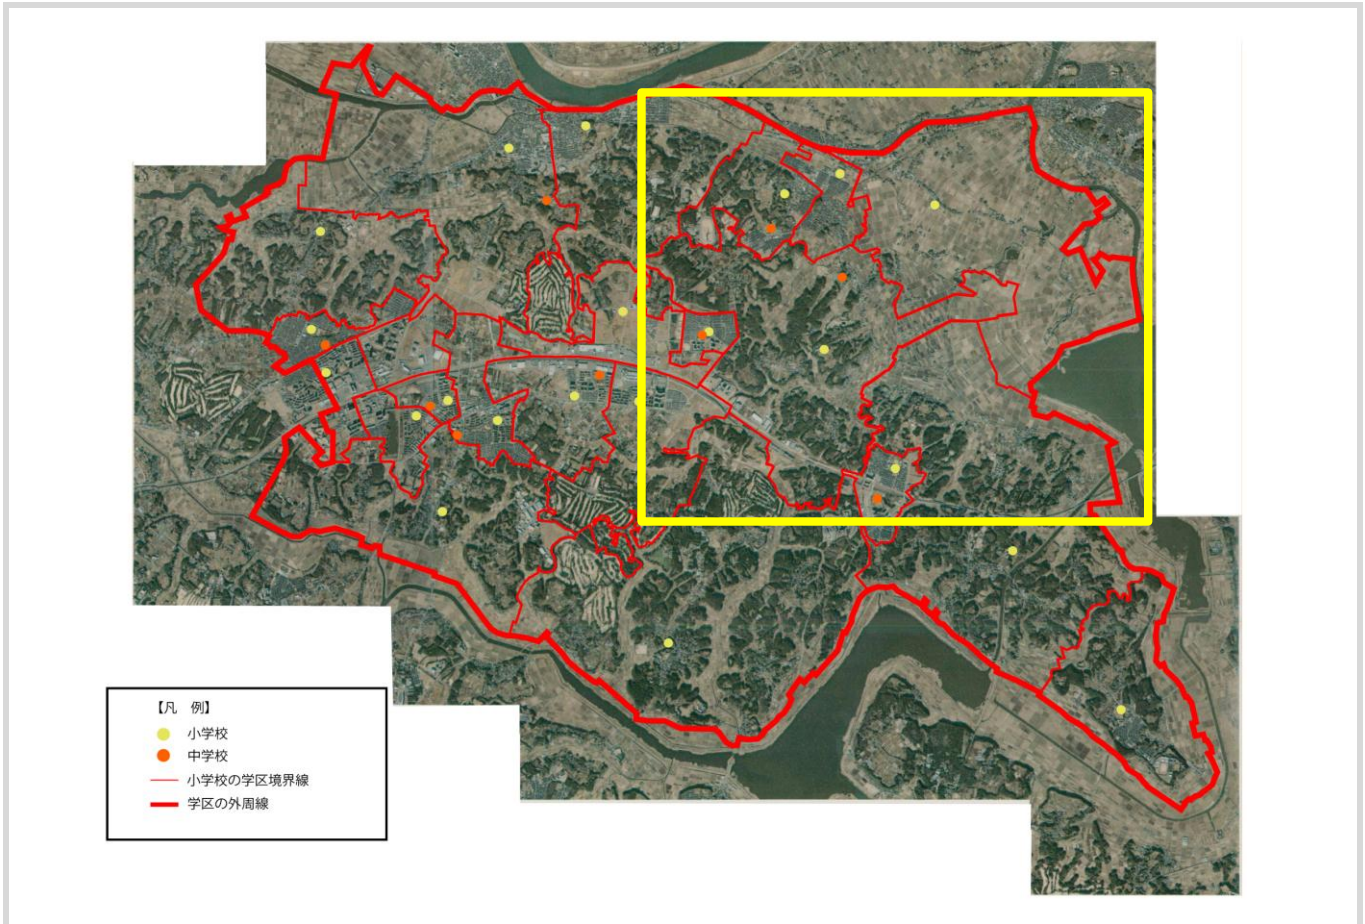 【凡　例】
小学校
中学校
小学校の学区境界線
学区の外周線